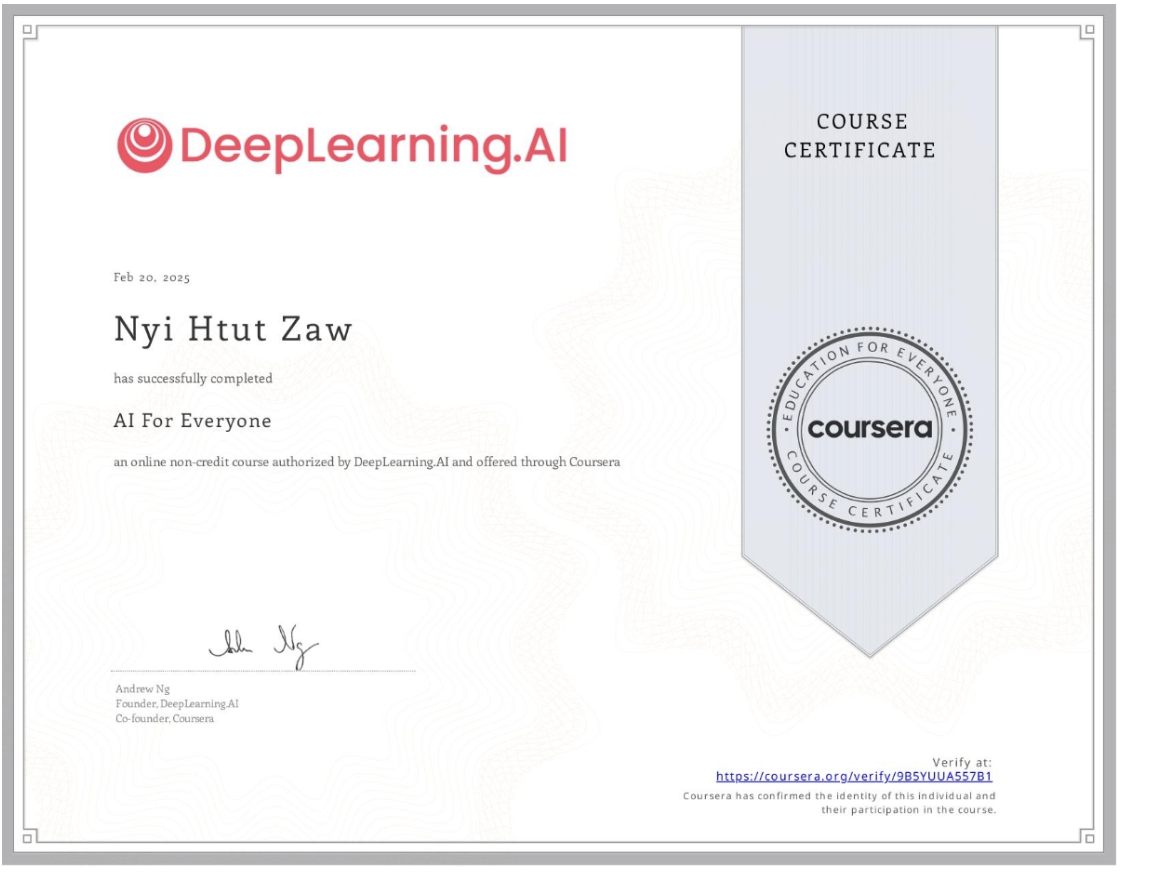 DeepLearning.AI
COURSE
CERTIFICATE
Feb 20, 2025
Nyi Htut Zaw
has successfully completed
AI For Everyone
an online non-credit course authorized by DeepLearning.AI and offered through Coursera
EDUCATION FOR EVERYONE
coursera
COURSE CERTIFICATE
Andrew Ng
Founder, DeepLearning.AI
Co-founder, Coursera
Verify at:
https://coursera.org/verify/9B5YUUA557B1
Coursera has confirmed the identity of this individual and
their participation in the course.